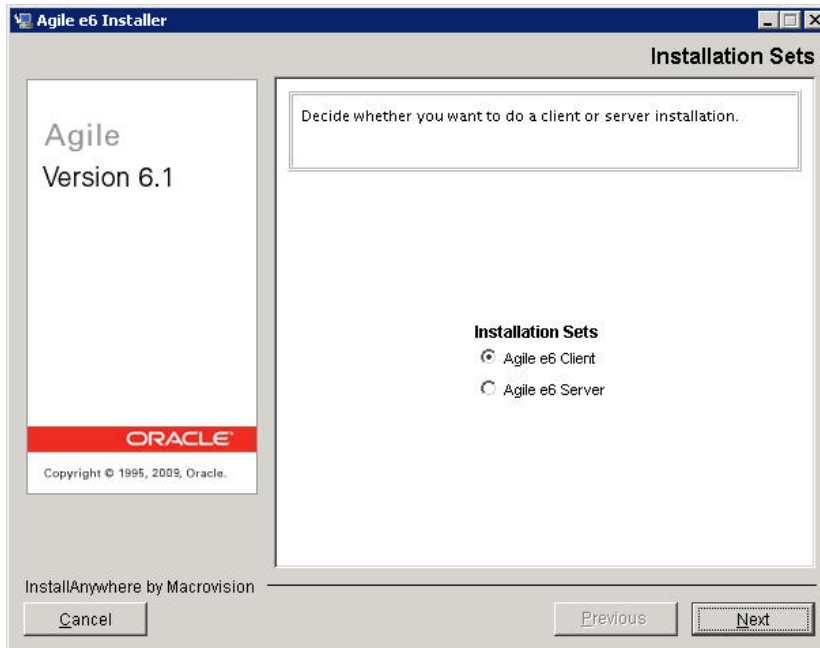 Agile e6 Installer
Installation Sets
Agile
Version 6.1
ORACLE
Copyright © 1995, 2009, Oracle.
Decide whether you want to do a client or server installation.
Installation Sets
Agile e6 Client
Agile e6 Server
InstallAnywhere by Macrovision
Cancel
Previous
Next